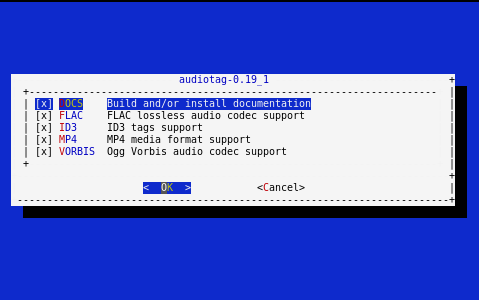 audiotag-0.19_1
[x] DOCS Build and/or install documentation
[x] FLAC FLAC lossless audio codec support
[x] ID3 ID3 tags support
[x] MP4 MP4 media format support
[x] VORBIS Ogg Vorbis audio codec support
< OK > <Cancel>